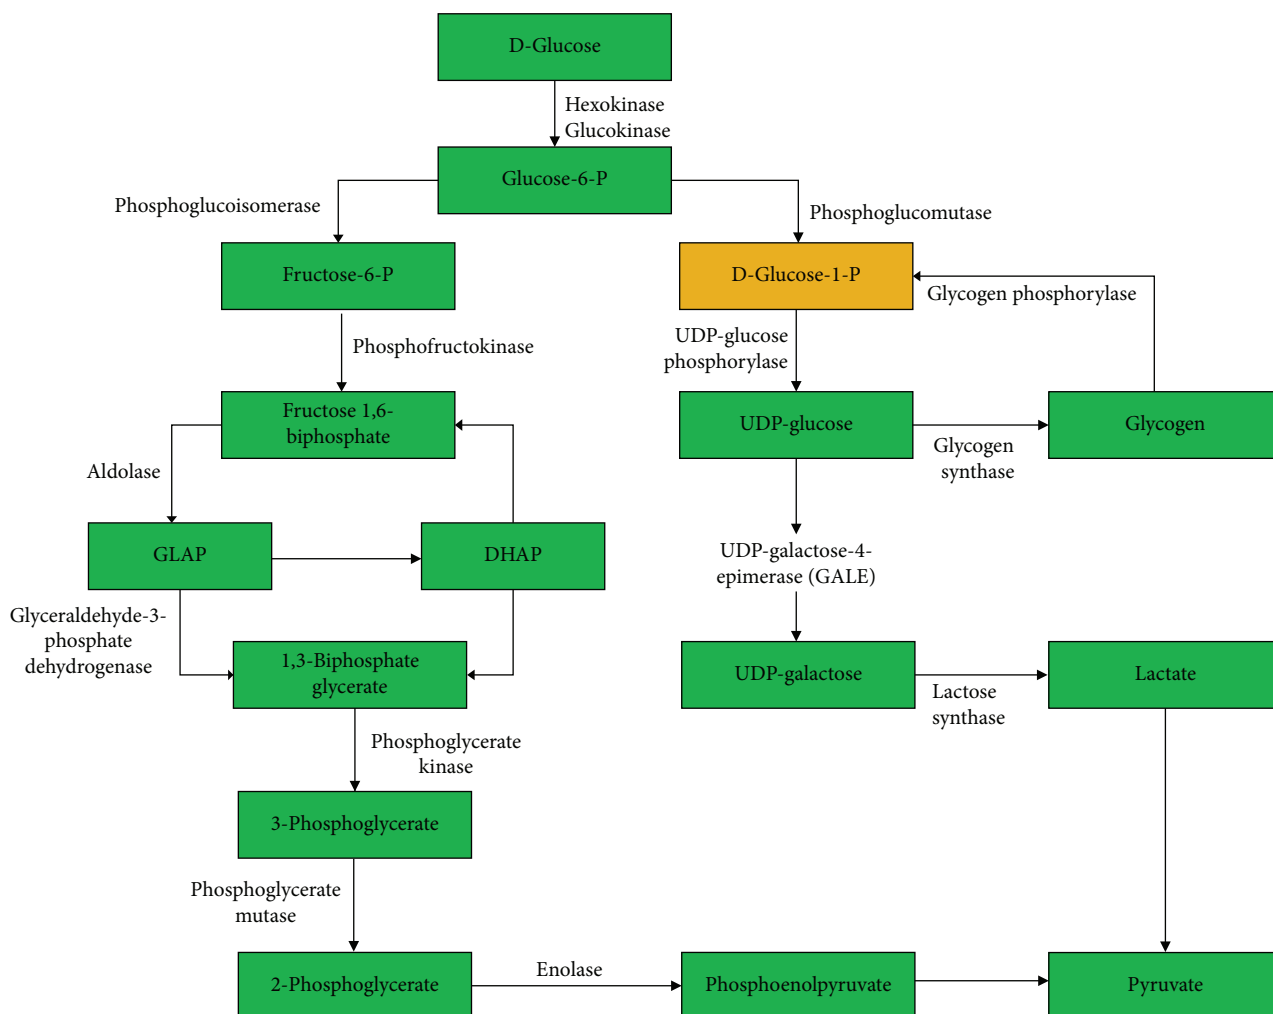 D-Glucose
Hexokinase
Glucokinase
Glucose-6-P
Phosphoglucoisomerase
Phosphoglucomutase
Fructose-6-P
D-Glucose-1-P
Glycogen phosphorylase
Phosphofructokinase
UDP-glucose
phosphorylase
Fructose 1,6-
biphosphate
UDP-glucose
Glycogen
synthase
Glycogen
Aldolase
GLAP
DHAP
UDP-galactose-4-
epimerase (GALE)
Glyceraldehyde-3-
phosphate
dehydrogenase
1,3-Biphosphate
glycerate
UDP-galactose
Lactose
synthase
Lactate
Phosphoglycerate
kinase
3-Phosphoglycerate
Phosphoglycerate
mutase
2-Phosphoglycerate
Enolase
Phosphoenolpyruvate
Pyruvate